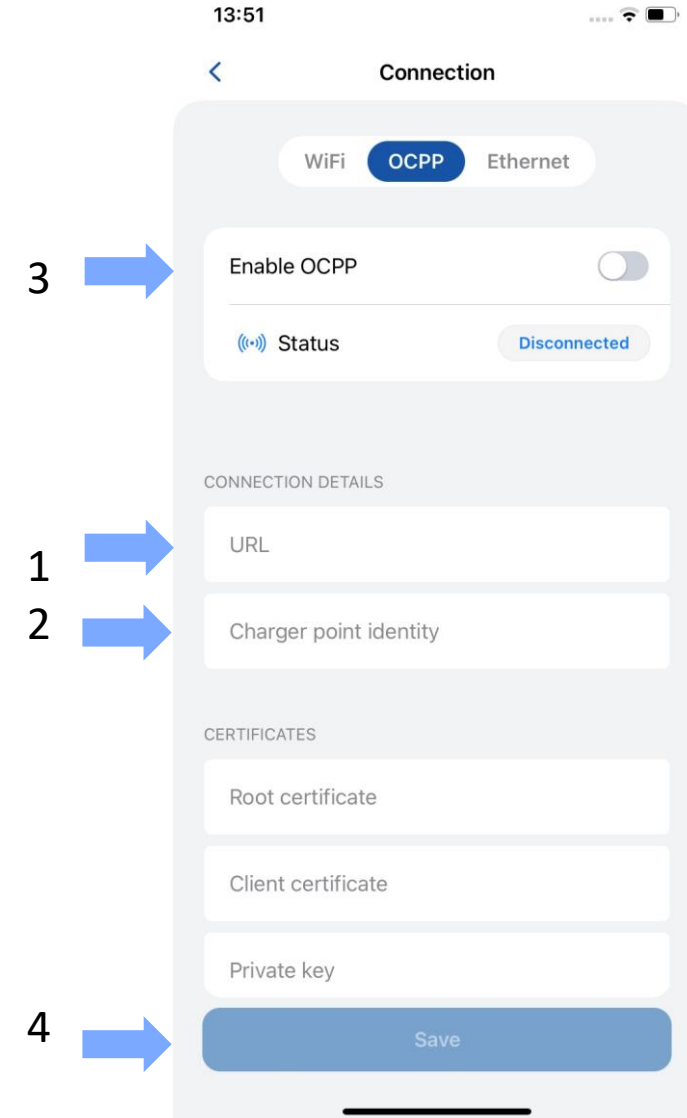 13:51
Connection
WiFi OCPP Ethernet
3 Enable OCPP
Status Disconnected
CONNECTION DETAILS
1 URL
2 Charger point identity
CERTIFICATES
Root certificate
Client certificate
Private key
4 Save